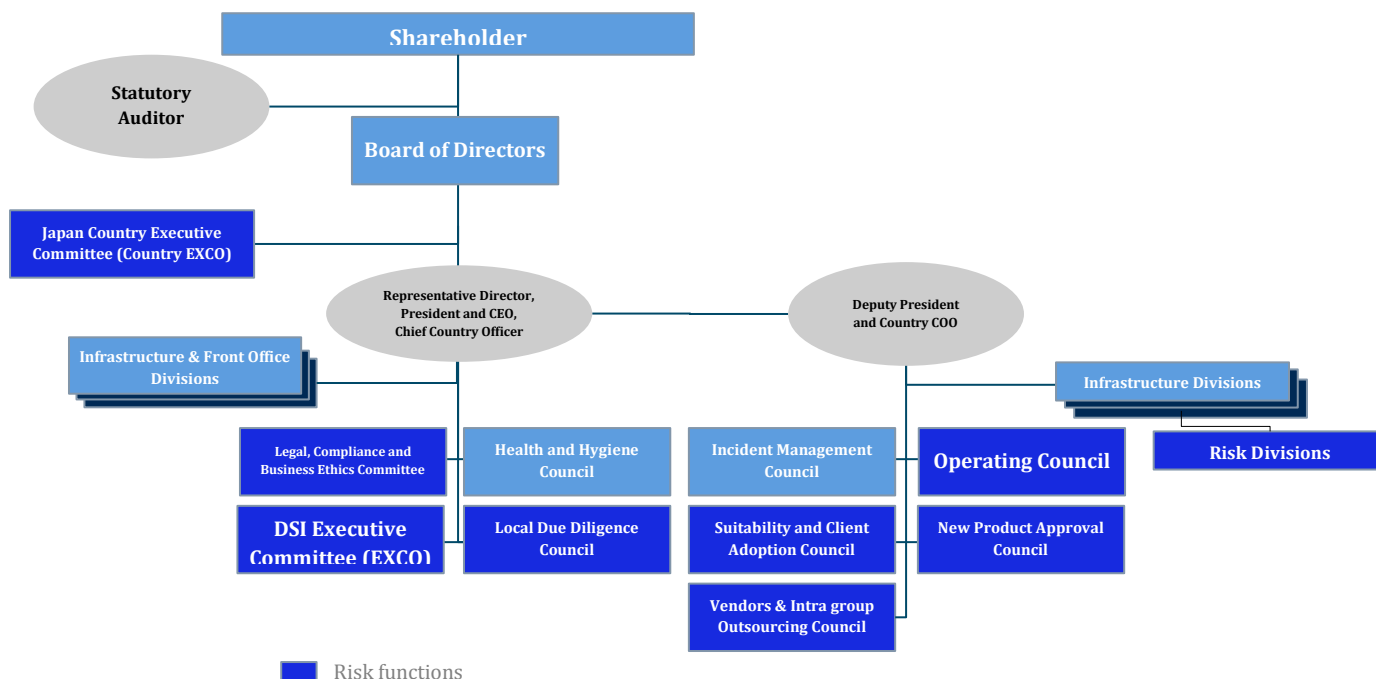 Shareholder
Statutory
Auditor
Board of Directors
Japan Country Executive
Committee (Country EXCO)
Representative Director,
President and CEO,
Chief Country Officer
Deputy President
and Country COO
Infrastructure & Front Office
Divisions
Infrastructure Divisions
Legal, Compliance and
Business Ethics Committee
Health and Hygiene
Council
Incident Management
Council
Operating Council
Risk Divisions
DSI Executive
Committee (EXCO)
Local Due Diligence
Council
Suitability and Client
Adoption Council
New Product Approval
Council
Vendors & Intra group
Outsourcing Council
Risk functions